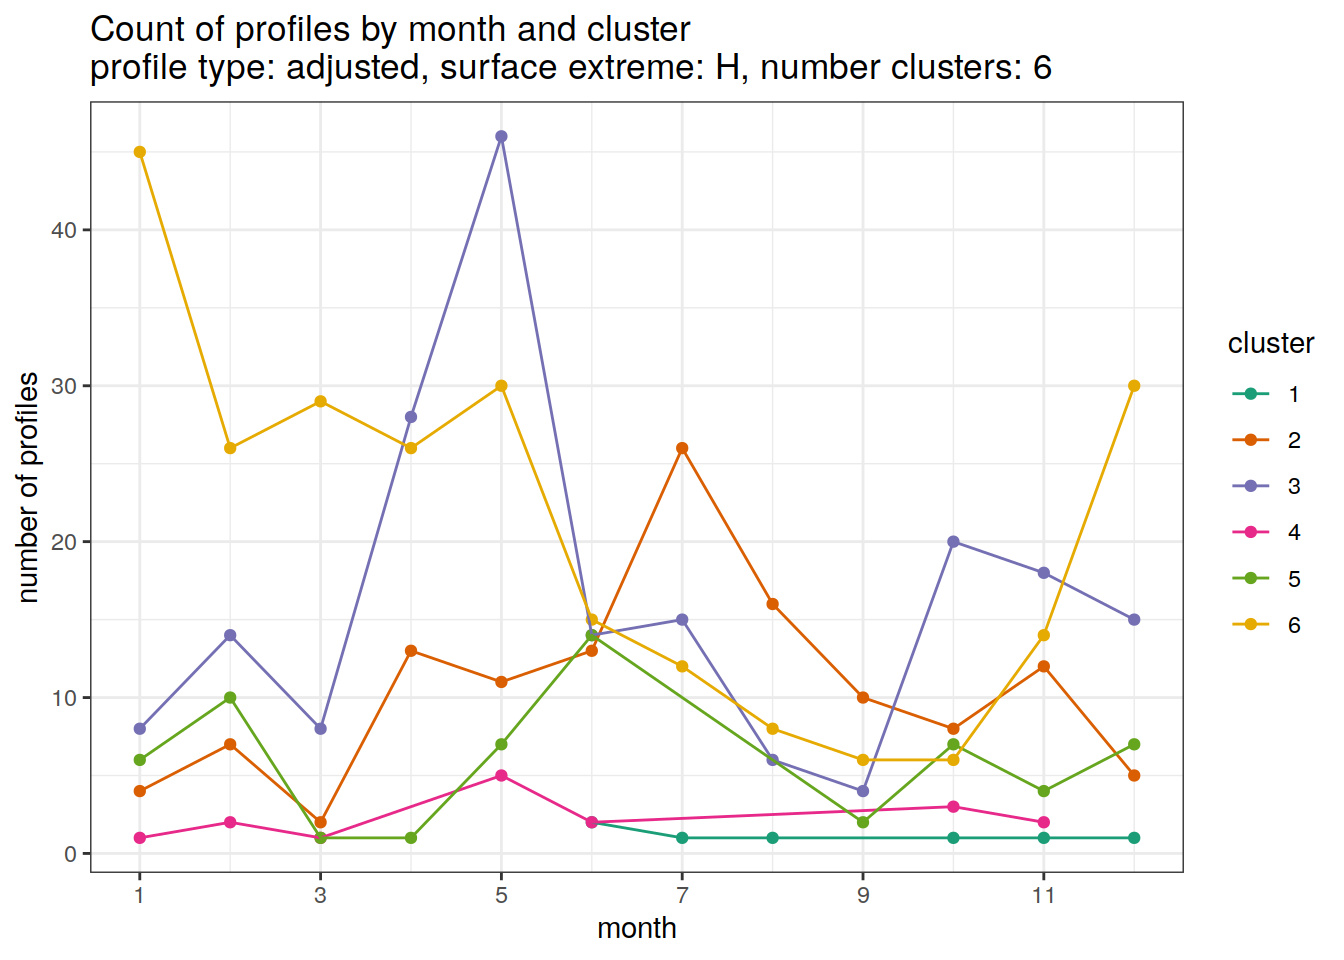 Count of profiles by month and cluster
profile type: adjusted, surface extreme: H, number clusters: 6
number of profiles
40
30
20
10
0
1 3 5 7 9 11
month
cluster
1
2
3
4
5
6